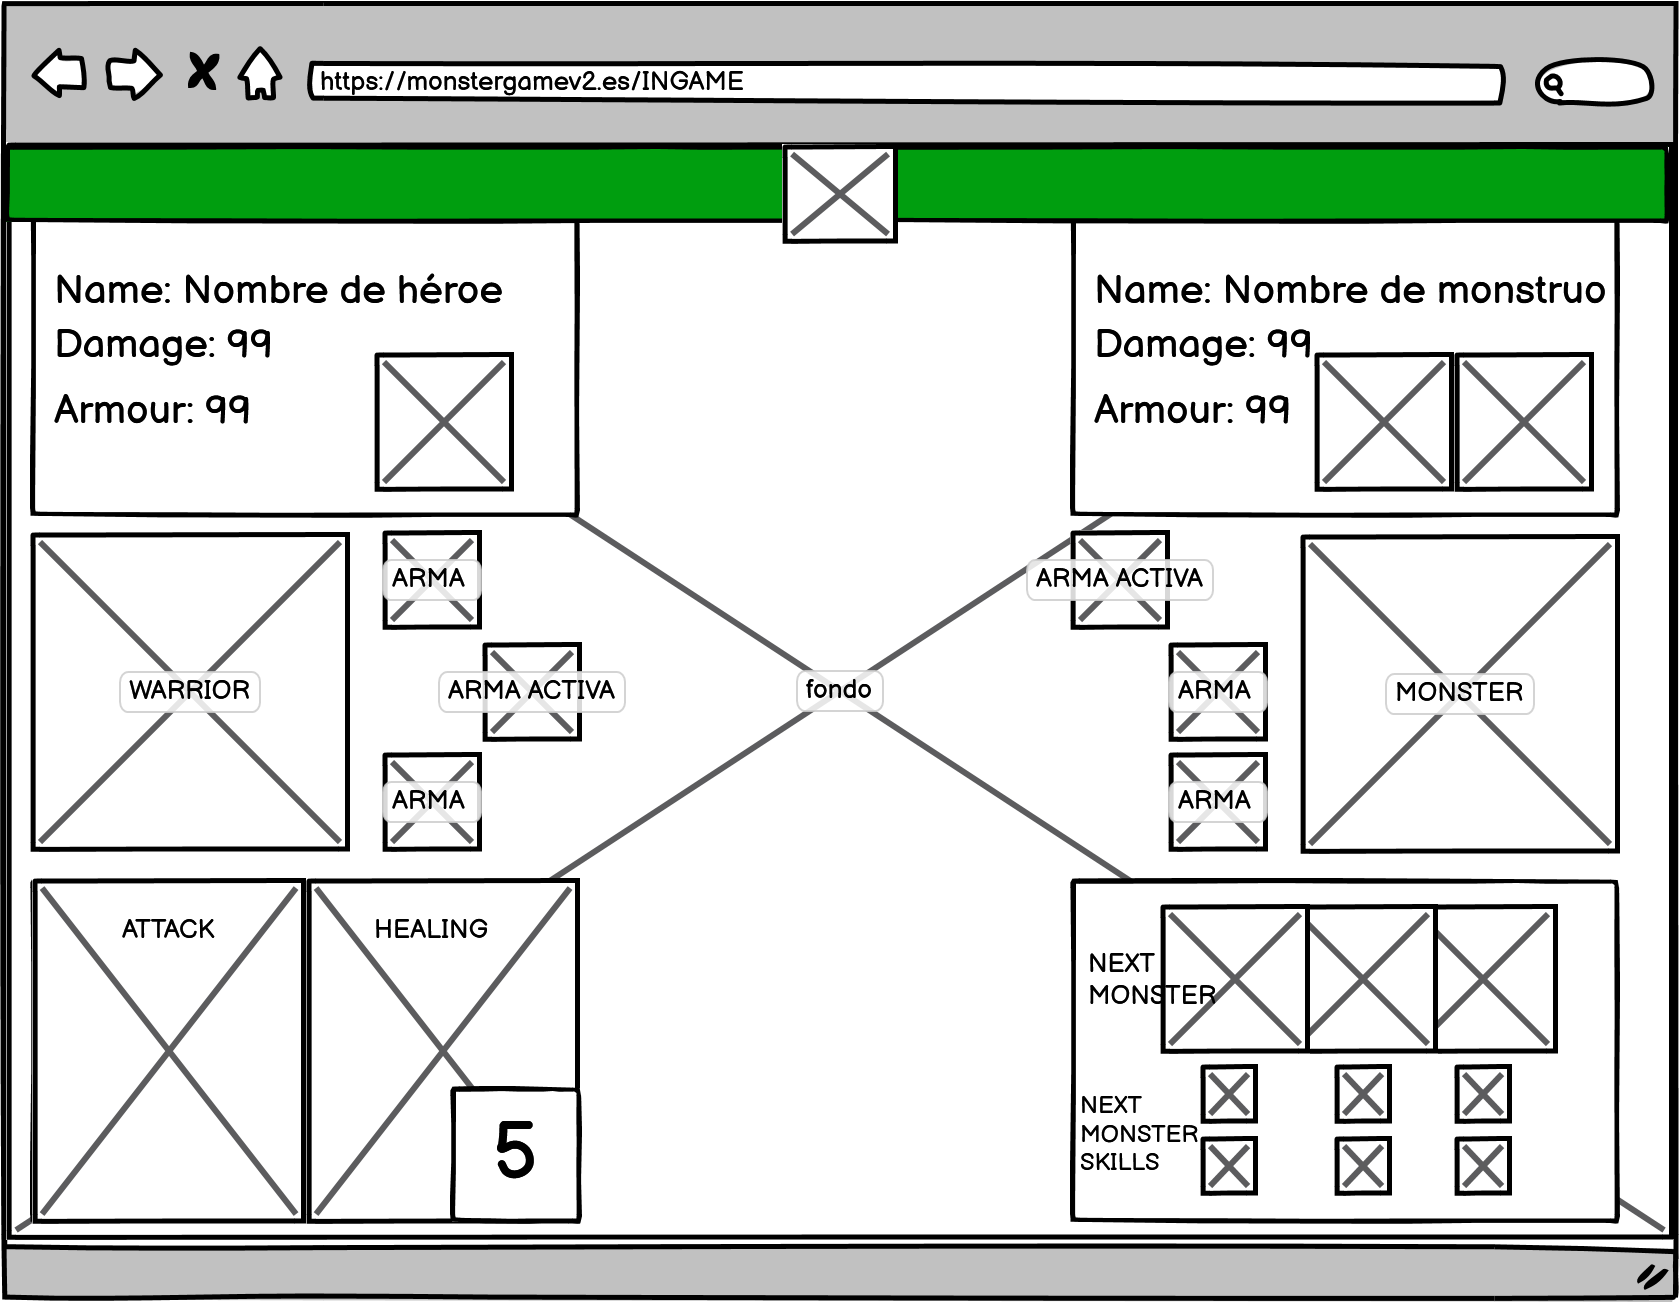 https://monstergamev2.es/INGAME
Name: Nombre de héroe
Damage: 99
Armour: 99
Name: Nombre de monstruo
Damage: 99
Armour: 99
ARMA
WARRIOR
ARMA ACTIVA
ARMA
fondo
ARMA ACTIVA
ARMA
ARMA
MONSTER
ATTACK
HEALING
5
NEXT
MONSTER
NEXT
MONSTER
SKILLS